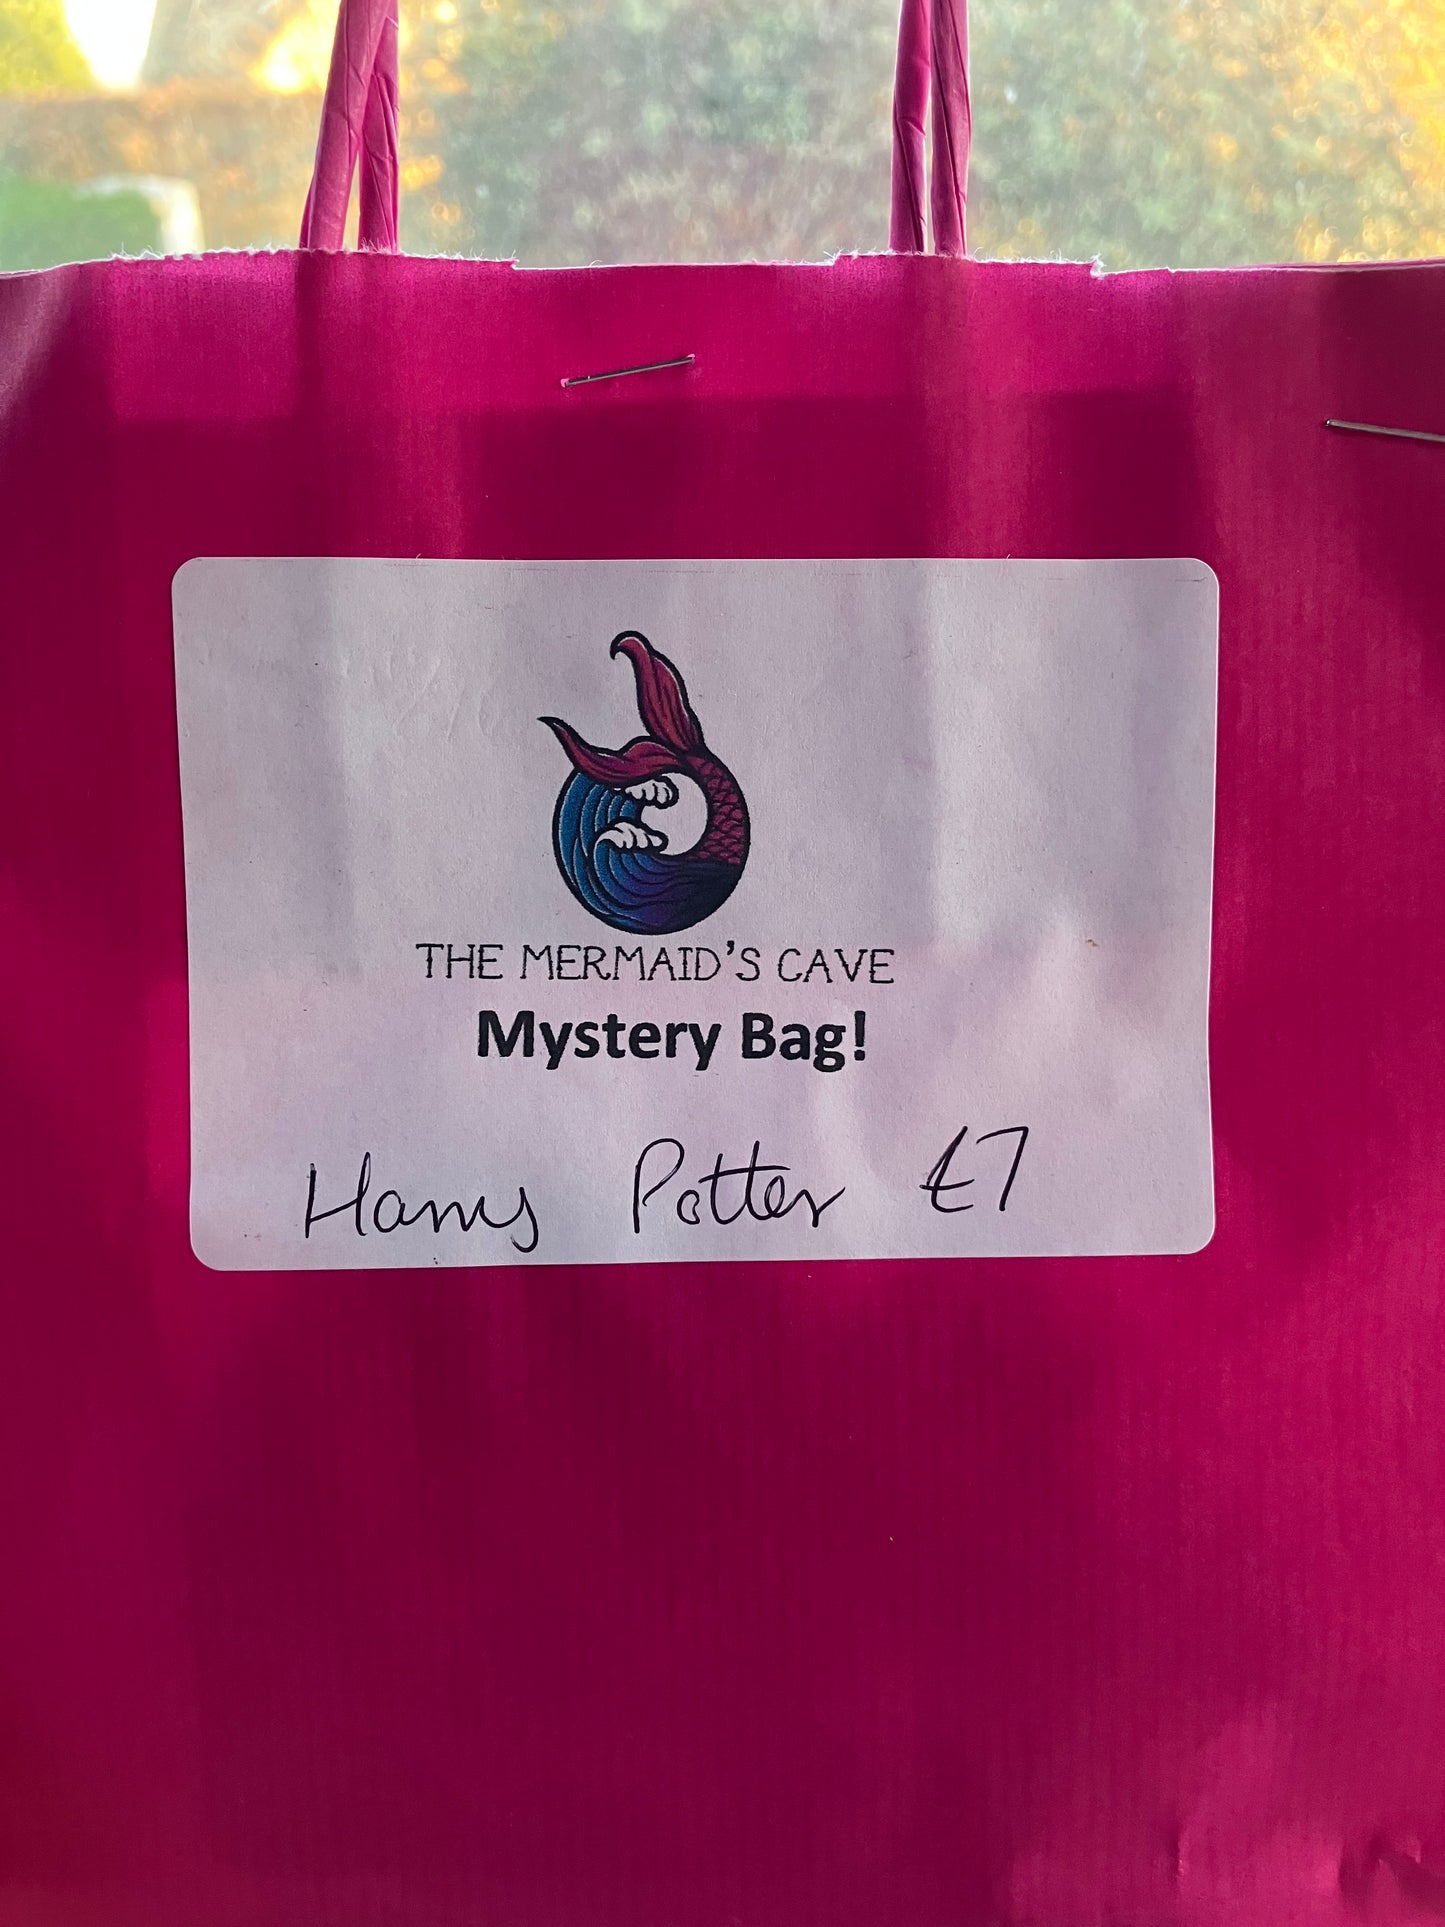 THE MERMAID'S CAVE
Mystery Bag!
Harry Potter £7